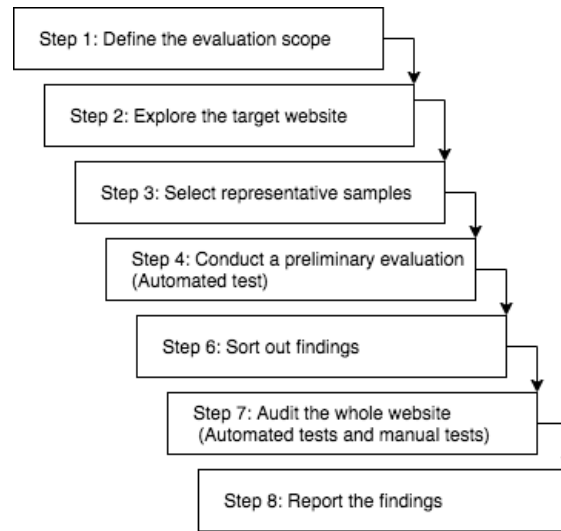 Step 1: Define the evaluation scope
Step 2: Explore the target website
Step 3: Select representative samples
Step 4: Conduct a preliminary evaluation
(Automated test)
Step 6: Sort out findings
Step 7: Audit the whole website
(Automated tests and manual tests)
Step 8: Report the findings